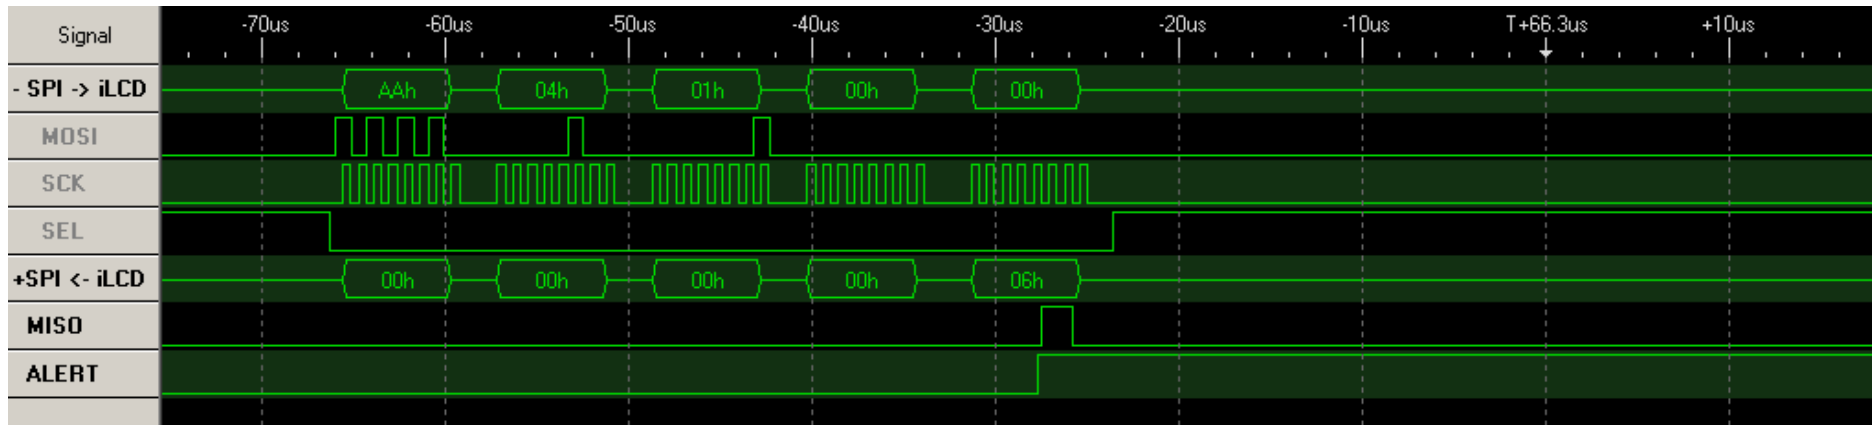 Signal -70us -60us -50us -40us -30us -20us -10us T+66.3us +10us
- SPI -> iLCD AAh 04h 01h 00h 00h
MOSI
SCK
SEL
+SPI <- iLCD 00h 00h 00h 00h 06h
MISO
ALERT